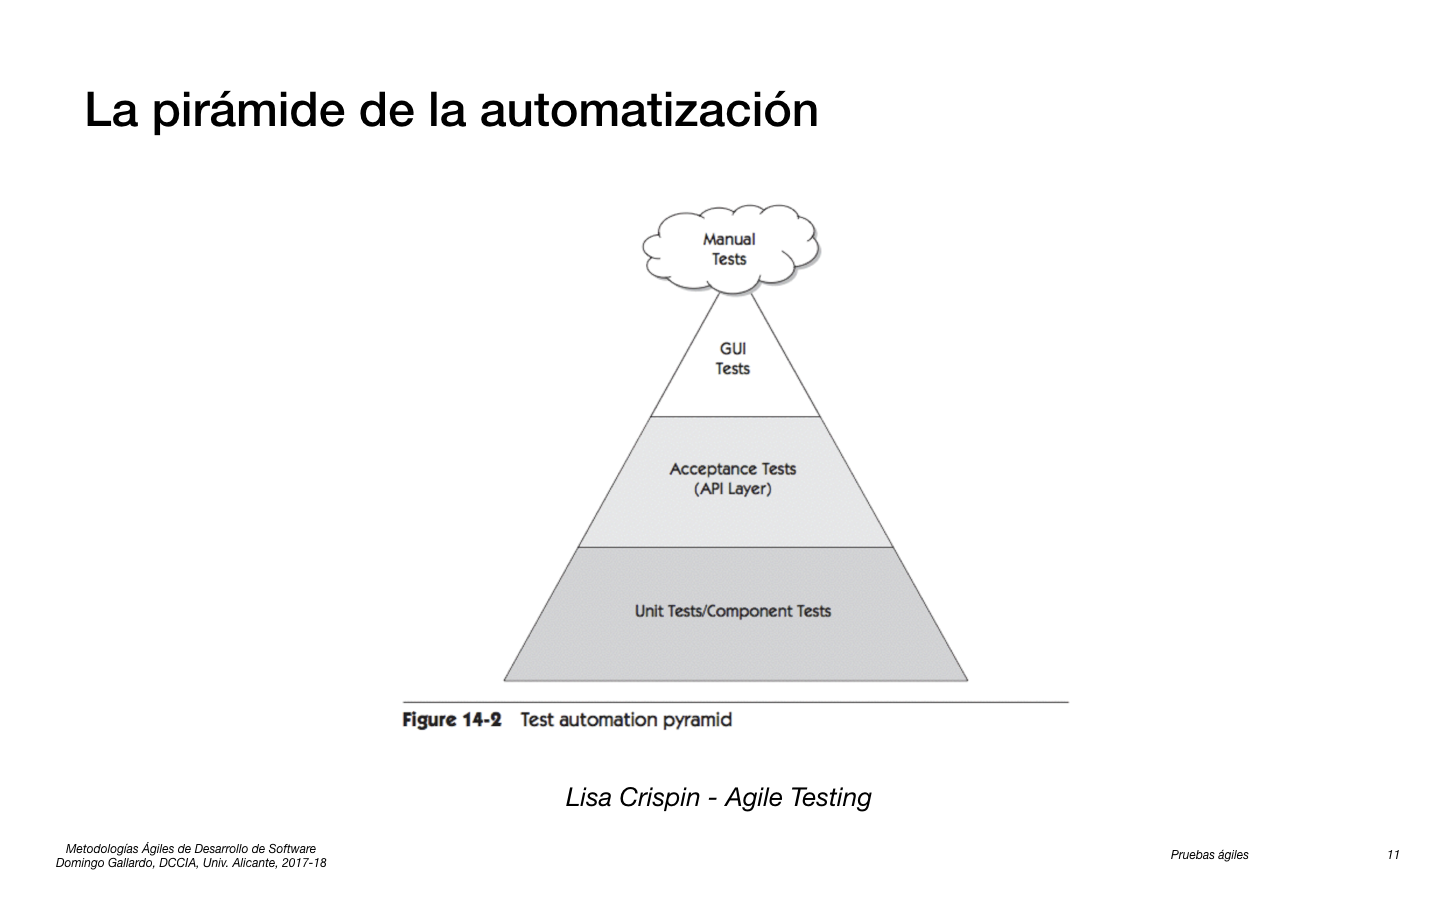 La pirámide de la automatización
Manual
Tests
GUI
Tests
Acceptance Tests
(API Layer)
Unit Tests/Component Tests
Figure 14-2 Test automation pyramid
Lisa Crispin - Agile Testing
Metodologías Ágiles de Desarrollo de Software
Domingo Gallardo, DCCIA, Univ. Alicante, 2017-18
Pruebas ágiles
11